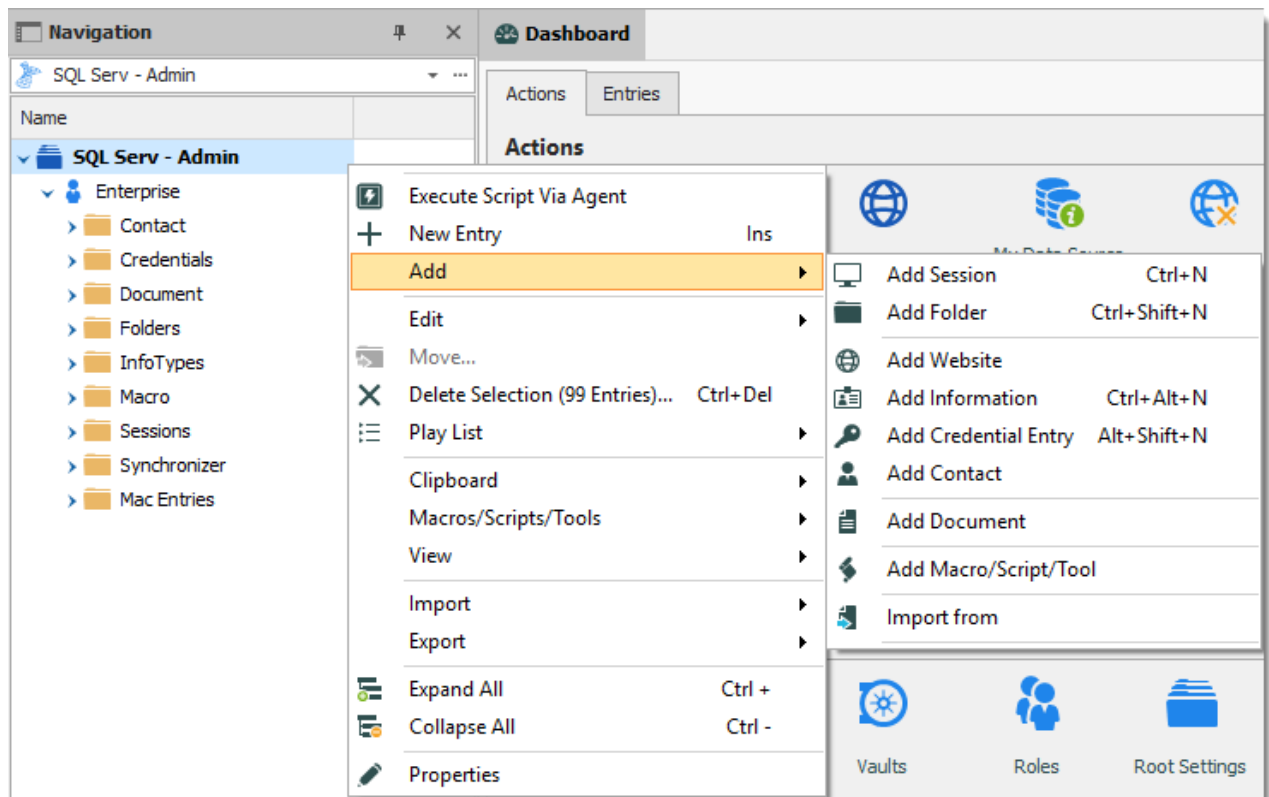 Navigation
Dashboard
SQL Serv - Admin
Actions Entries
Name
Actions
SQL Serv - Admin
Enterprise
Contact
Credentials
Document
Folders
InfoTypes
Macro
Sessions
Synchronizer
Mac Entries
Execute Script Via Agent
New Entry Ins
Add
Edit
Move...
Delete Selection (99 Entries)... Ctrl+Del
Play List
Clipboard
Macros/Scripts/Tools
View
Import
Export
Expand All Ctrl +
Collapse All Ctrl -
Properties
My Data Source
Add Session Ctrl+N
Add Folder Ctrl+Shift+N
Add Website
Add Information Ctrl+Alt+N
Add Credential Entry Alt+Shift+N
Add Contact
Add Document
Add Macro/Script/Tool
Import from
Vaults Roles Root Settings